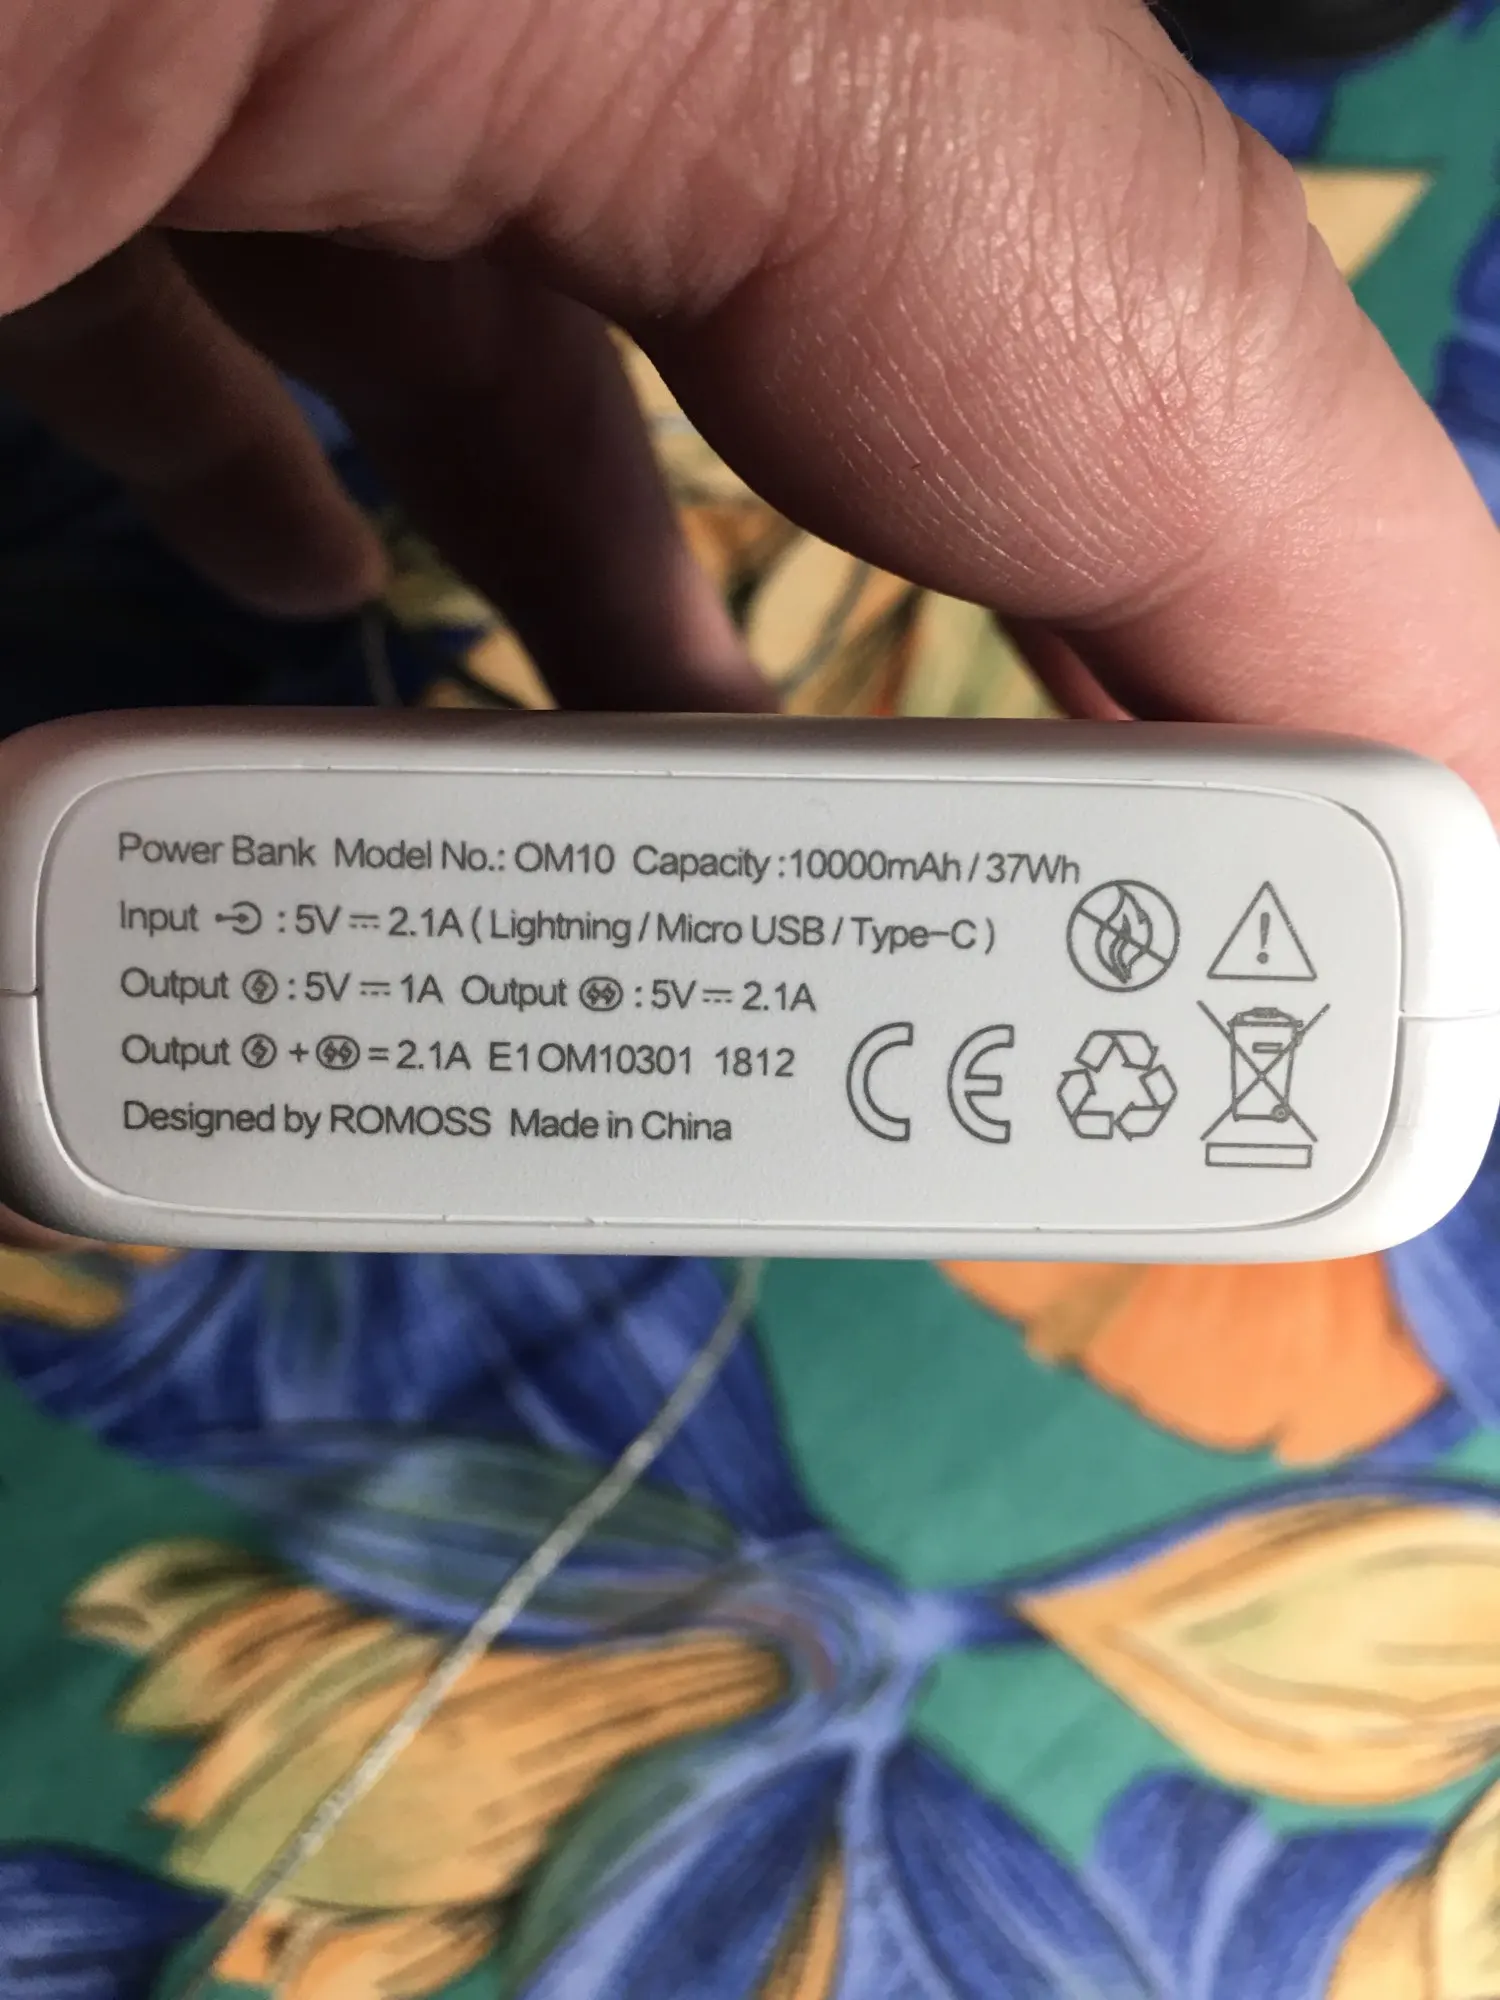 Power Bank Model No.: OM10 Capacity:10000mAh/37Wh
Input : 5V⎓2.1A (Lightning/Micro USB/Type-C)
Output : 5V⎓1A Output : 5V⎓2.1A
Output + = 2.1A E1OM10301 1812
Designed by ROMOSS Made in China
CE